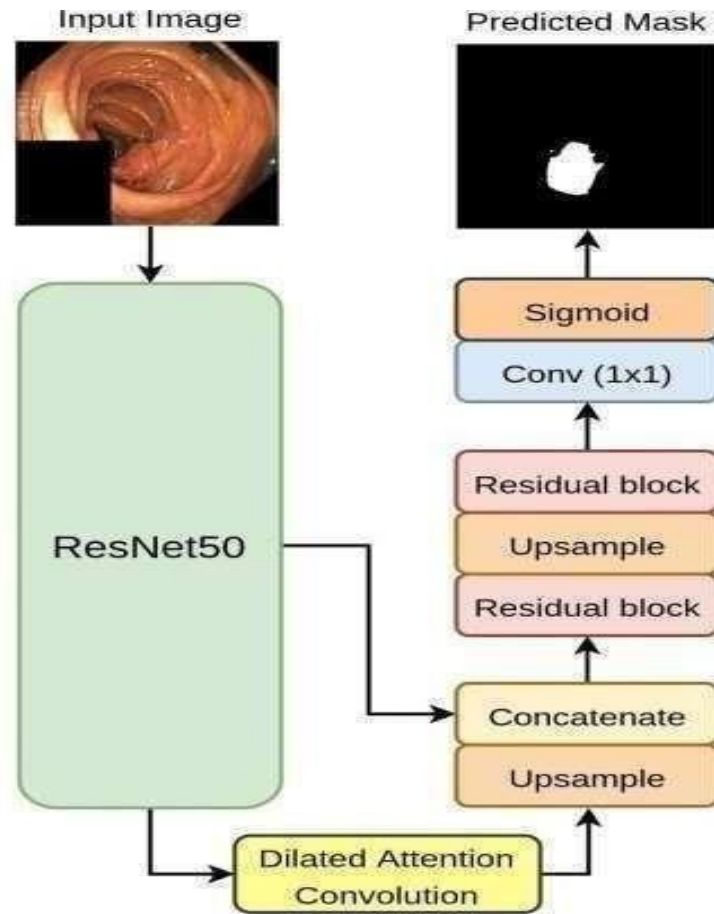 Input Image
Predicted Mask
Sigmoid
Conv (1x1)
Residual block
Upsample
ResNet50
Residual block
Concatenate
Upsample
Dilated Attention
Convolution